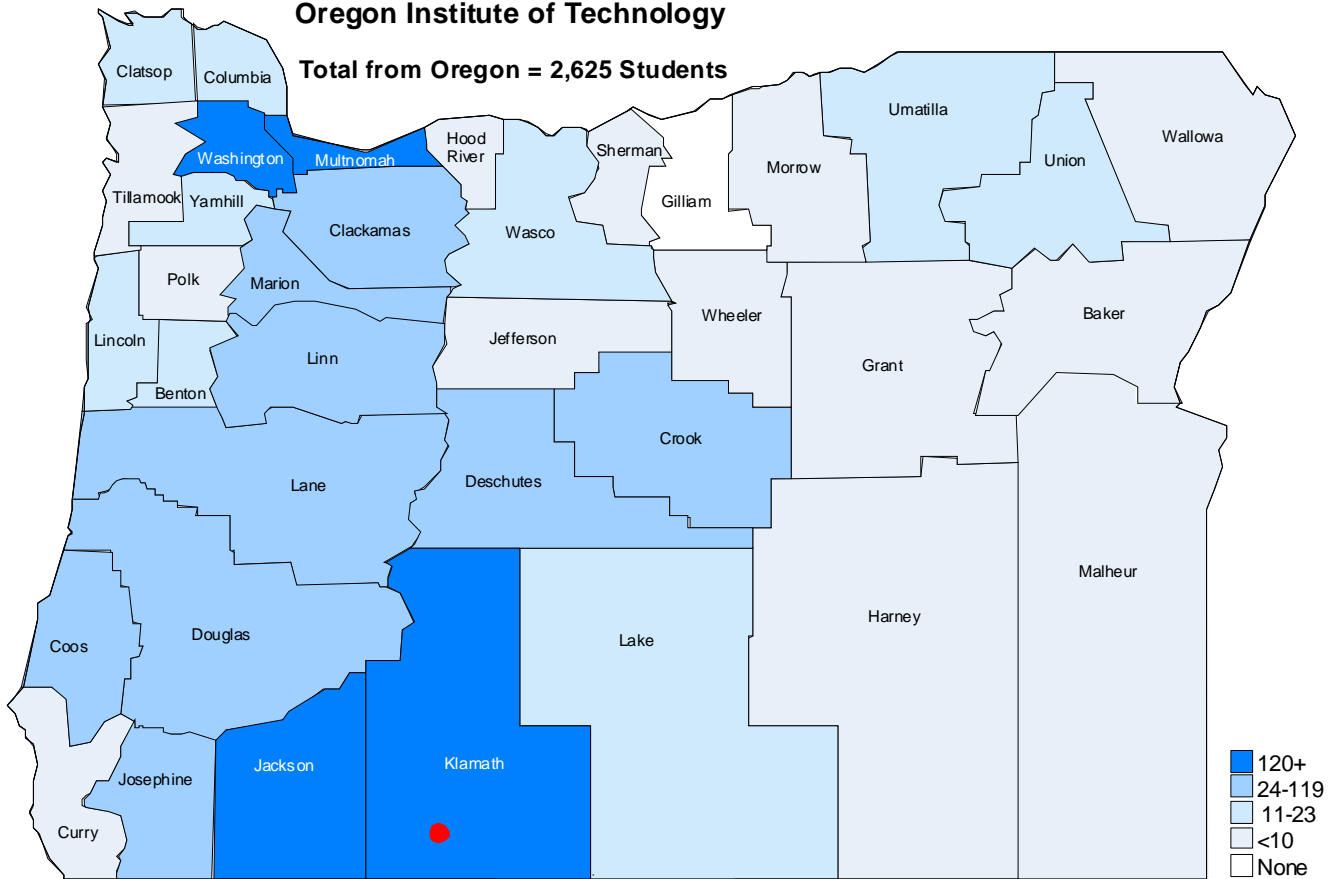 Oregon Institute of Technology
Total from Oregon = 2,625 Students
Clatsop
Columbia
Umatilla
Wallowa
Hood
River
Sherman
Washington
Multnomah
Union
Morrow
Tillamook
Yamhill
Gilliam
Clackamas
Wasco
Polk
Marion
Wheeler
Baker
Lincoln
Jefferson
Linn
Grant
Benton
Crook
Deschutes
Lane
Malheur
Harney
Douglas
Lake
Coos
Jackson
Klamath
Josephine
Curry
120+
24-119
11-23
<10
None